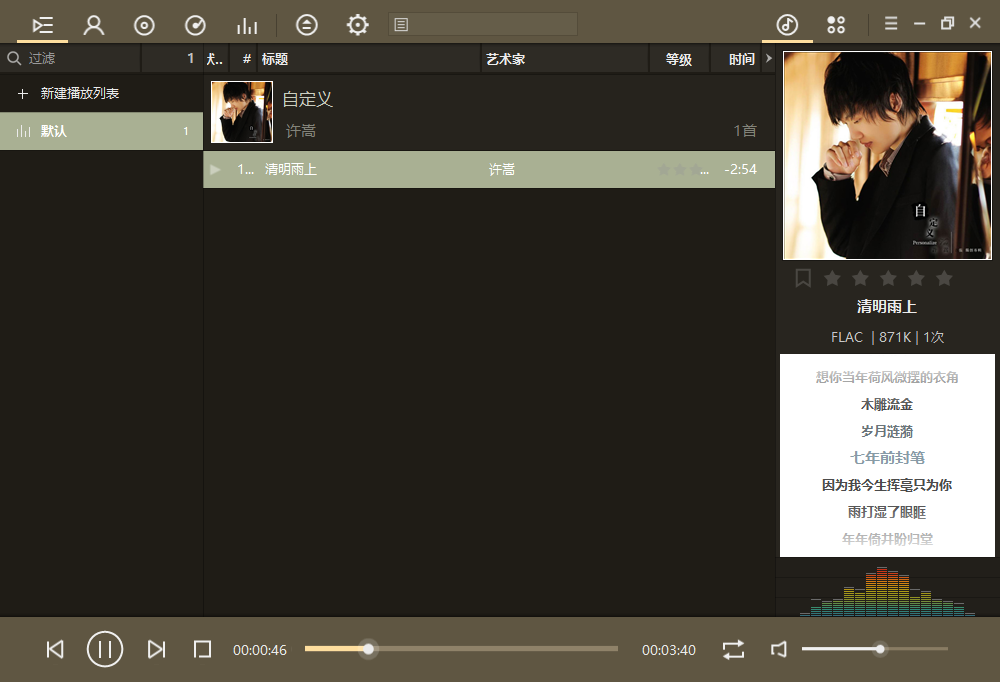 过滤
1
犬..
#
标题
艺术家
等级
时间
新建播放列表
默认
1
自定义
许嵩
1首
1...
清明雨上
许嵩
...
-2:54
自
定
义
Personalize
清明雨上
FLAC | 871K | 1次
想你当年荷风微摆的衣角
木雕流金
岁月涟漪
七年前封笔
因为我今生挥毫只为你
雨打湿了眼眶
年年倚井盼归堂
00:00:46
00:03:40